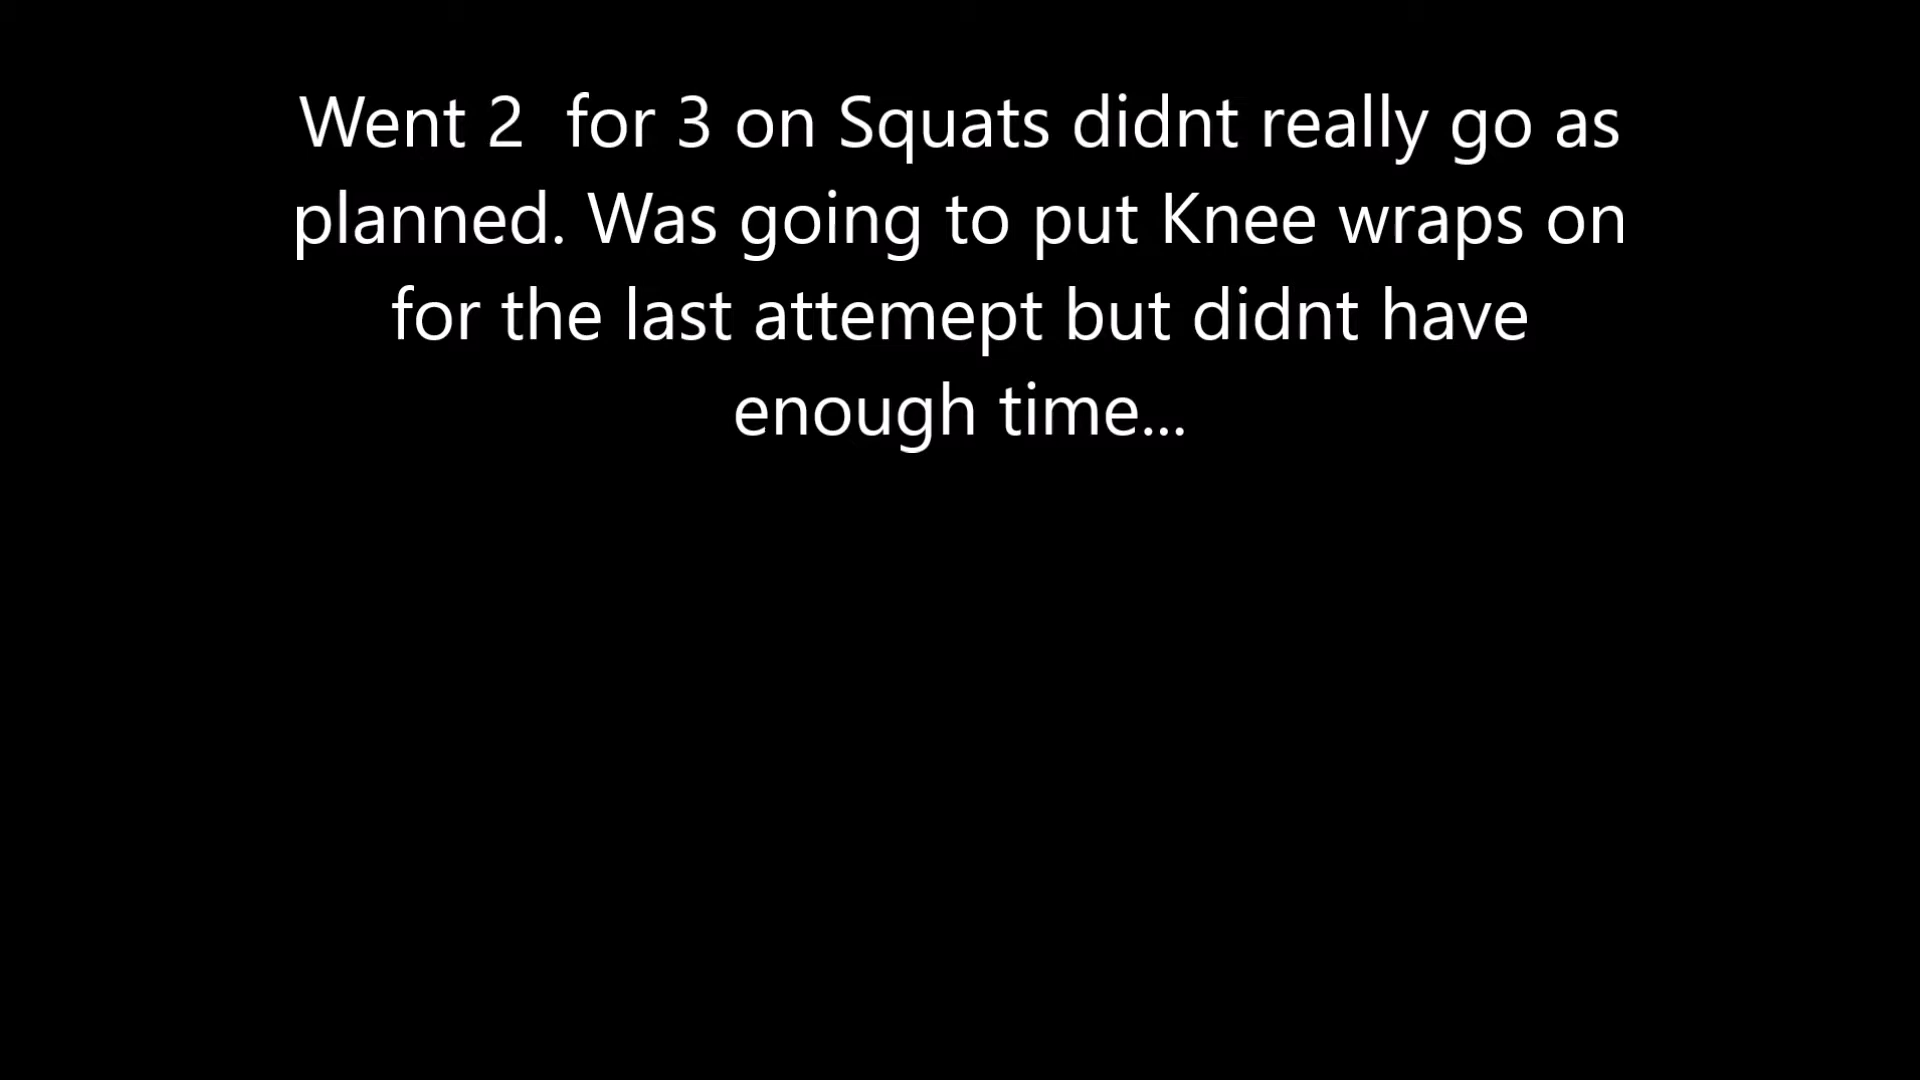 Went 2  for 3 on Squats didnt really go as
planned. Was going to put Knee wraps on
for the last attemept but didnt have
enough time...